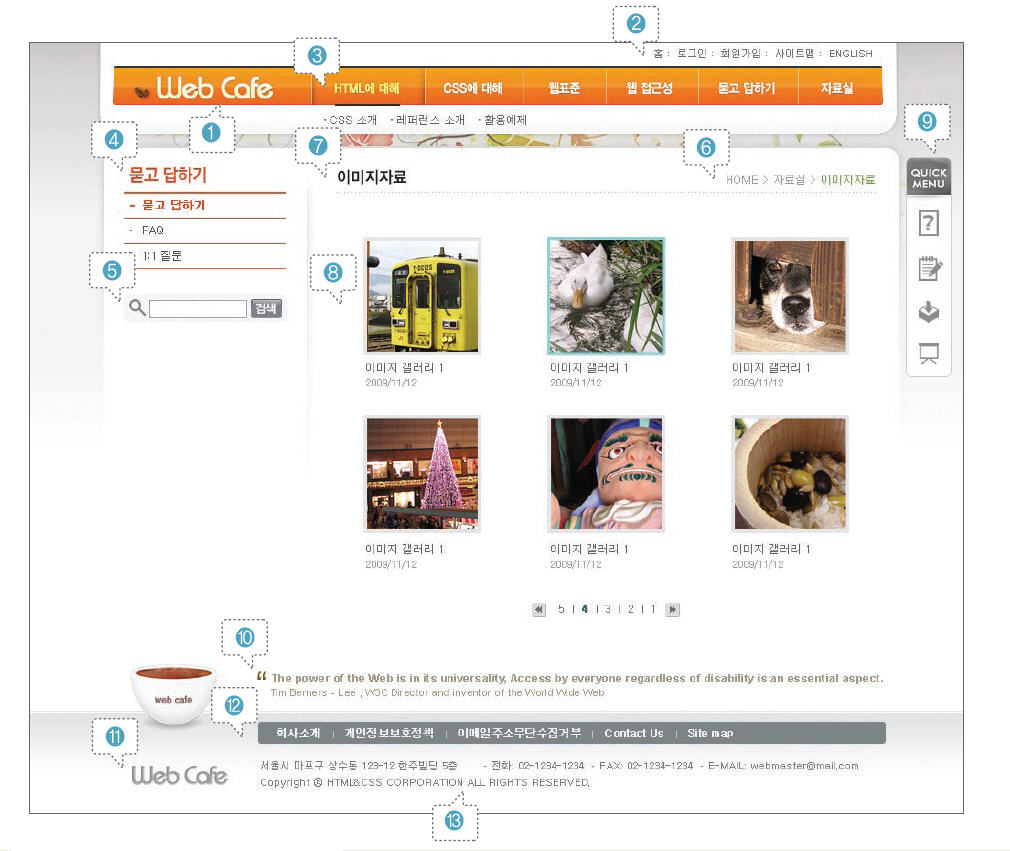 2
홈 : 로그인 : 회원가입 : 사이트맵 : ENGLISH
3
Web Cafe
HTML에 대해 CSS에 대해 웹표준 웹 접근성 묻고 답하기 자료실
1
· CSS 소개 · 레퍼런스 소개 · 활용예제
9
4
7
6
묻고 답하기
- 묻고 답하기
- FAQ
1:1 질문
5
검색
이미지자료
HOME > 자료실 > 이미지자료
QUICK
MENU
?
8
이미지 갤러리 1 이미지 갤러리 1 이미지 갤러리 1
2009/11/12 2009/11/12 2009/11/12
이미지 갤러리 1 이미지 갤러리 1 이미지 갤러리 1
2009/11/12 2009/11/12 2009/11/12
5 | 4 | 3 | 2 | 1
10
“ The power of the Web is in its universality, Access by everyone regardless of disability is an essential aspect.
Tim Berners - Lee , W3C Director and inventor of the World Wide Web
web cafe
12
회사소개 | 개인정보보호정책 | 이메일주소무단수집거부 | Contact Us | Site map
11
Web Cafe
서울시 마포구 상수동 123-12 한주빌딩 5층 - 전화: 02-1234-1234 - FAX: 02-1234-1234 - E-MAIL: webmaster@mail.com
Copyright © HTML&CSS CORPORATION ALL RIGHTS RESERVED.
13